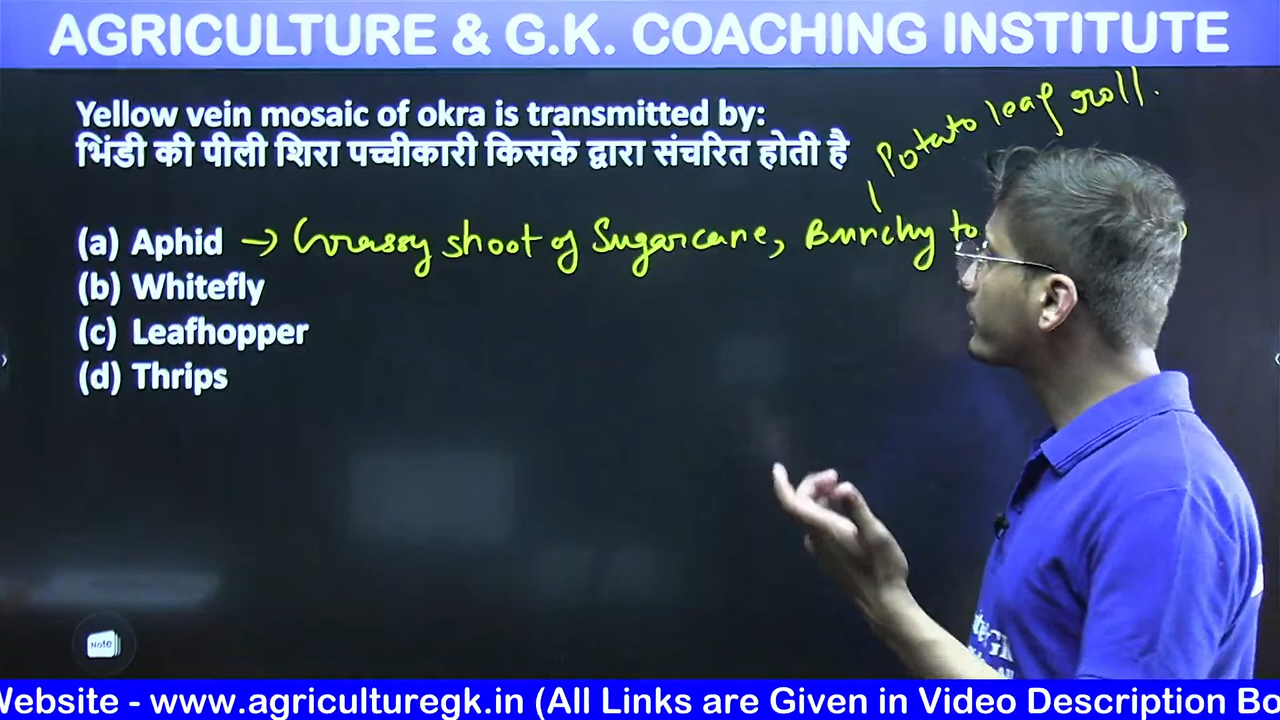 AGRICULTURE & G.K. COACHING INSTITUTE
Yellow vein mosaic of okra is transmitted by:
भिंडी की पीली शिरा पच्चीकारी किसके द्वारा संचरित होती है
Potato leaf roll.
(a) Aphid → Grassy shoot of Sugarcane, Bunchy to
(b) Whitefly
(c) Leafhopper
(d) Thrips
Note
Website - www.agriculturegk.in (All Links are Given in Video Description Bo